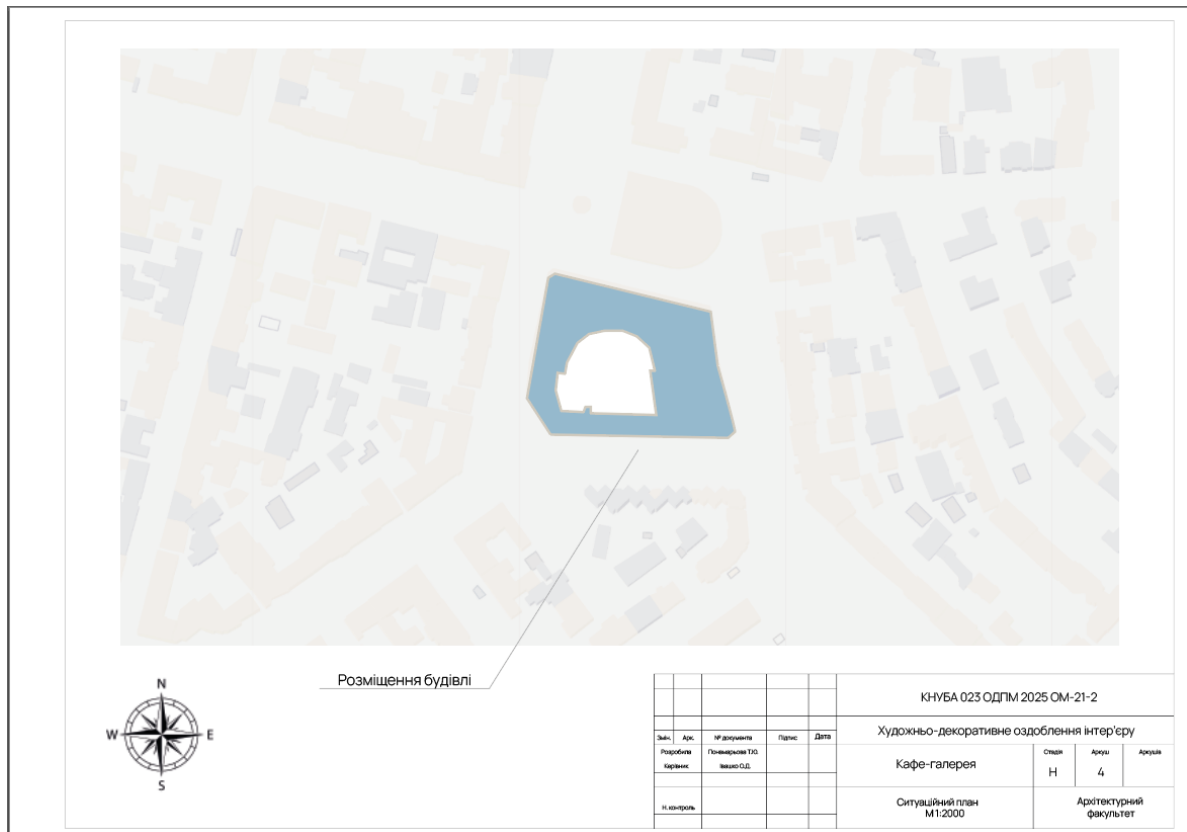 Розміщення будівлі
N
W
E
S
КНУБА 023 ОДПМ 2025 ОМ-21-2
Художньо-декоративне оздоблення інтер'єру
Змн. Арк. № документа Підпис Дата
Розробила Пономарьова Т.Ю.
Керівник Івашко О.Д.
Кафе-галерея
Стадія Аркуш Аркушів
Н 4
Н. контроль
Ситуаційний план
М 1:2000
Архітектурний
факультет